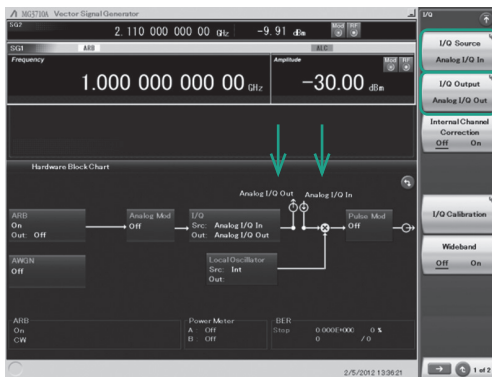 MG3710A Vector Signal Generator
SG2
2. 110 000 000 00 GHz
-9. 91 dBm
Mod RF
SG1
ARB
ALC
Frequency
1.000 000 000 00 GHz
Amplitude
Mod RF
−30.00 dBm
Hardware Block Chart
Analog I/Q Out
Analog I/Q In
ARB
On
Out: Off
Analog Mod
Off
I/Q
Src: Analog I/Q In
Out: Analog I/Q Out
Pulse Mod
Off
AWGN
Off
Local Oscillator
Src: Int
Out:
ARB
On
CW
Power Meter
A : Off
B : Off
BER
Stop
0.000E+000 0 %
0 / 0
2/5/2012 13:36:21
I/Q
I/Q Source
Analog I/Q In
I/Q Output
Analog I/Q Out
Internal Channel
Correction
Off On
I/Q Calibration
Wideband
Off On
1 of 2